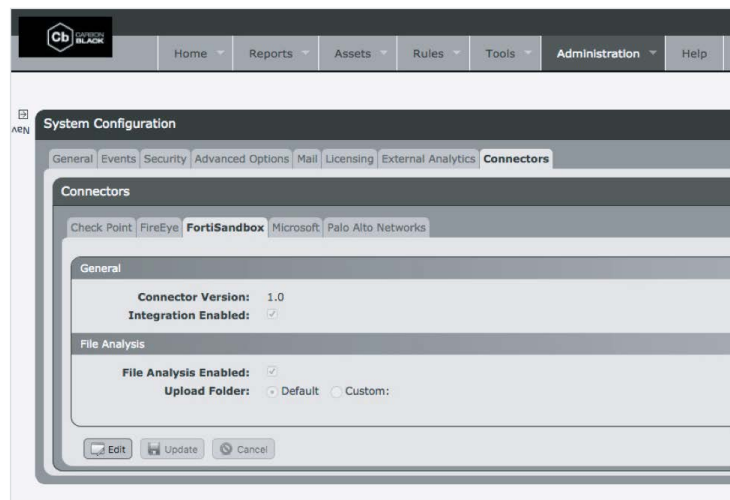 Cb CARBON BLACK
Home Reports Assets Rules Tools Administration Help
Nav
System Configuration
General Events Security Advanced Options Mail Licensing External Analytics Connectors
Connectors
Check Point FireEye FortiSandbox Microsoft Palo Alto Networks
General
Connector Version: 1.0
Integration Enabled:
File Analysis
File Analysis Enabled:
Upload Folder: Default Custom:
Edit Update Cancel